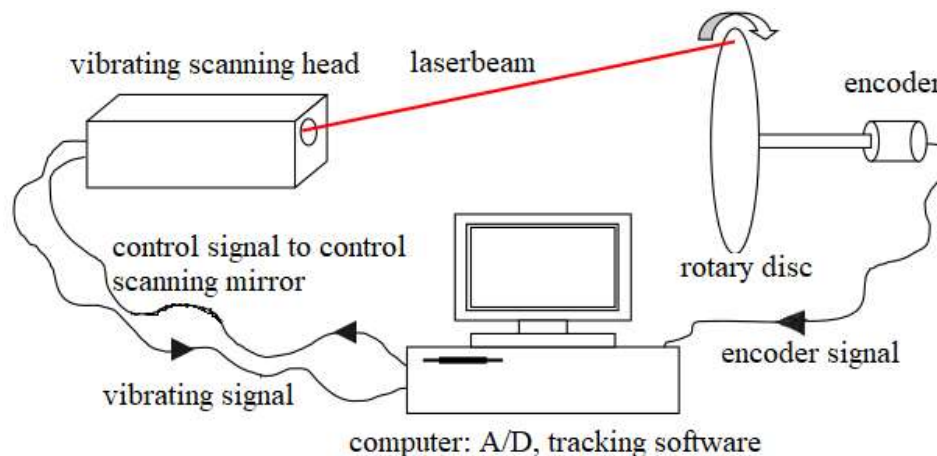 vibrating scanning head
laserbeam
encoder
control signal to control
scanning mirror
rotary disc
vibrating signal
encoder signal
computer: A/D, tracking software